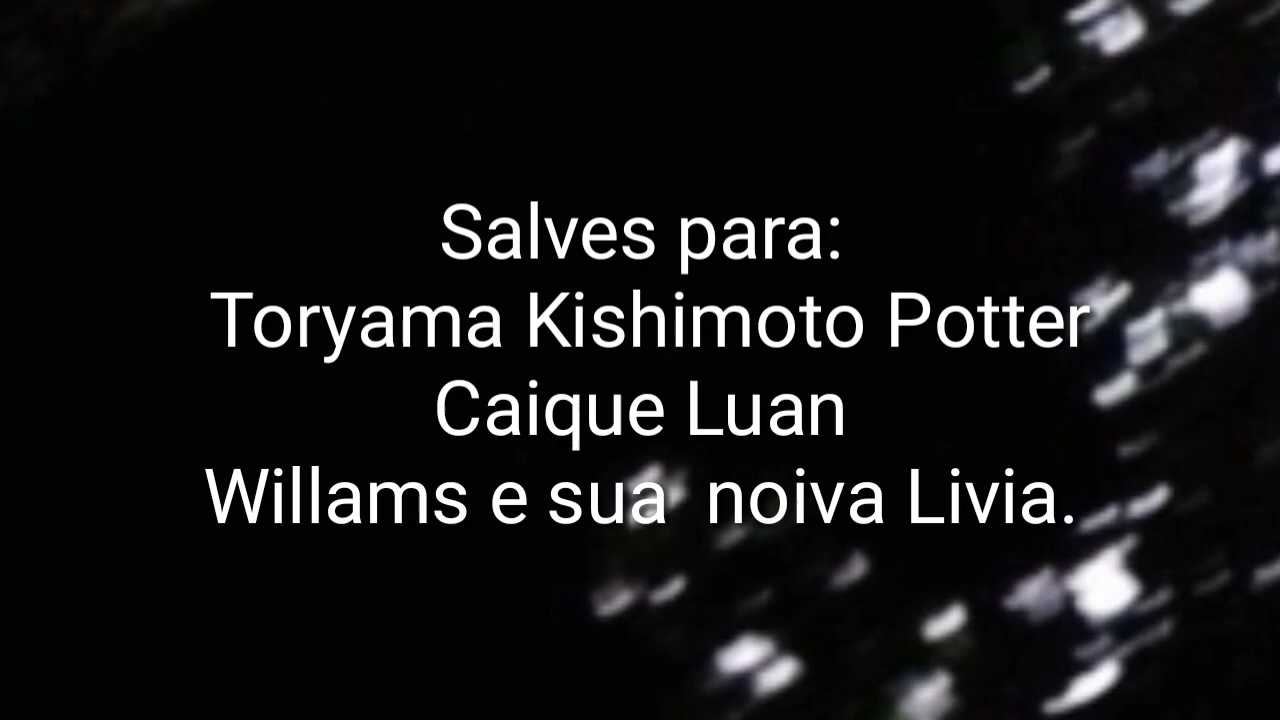 Salves para:
Toryama Kishimoto Potter
Caique Luan
Willams e sua noiva Livia.